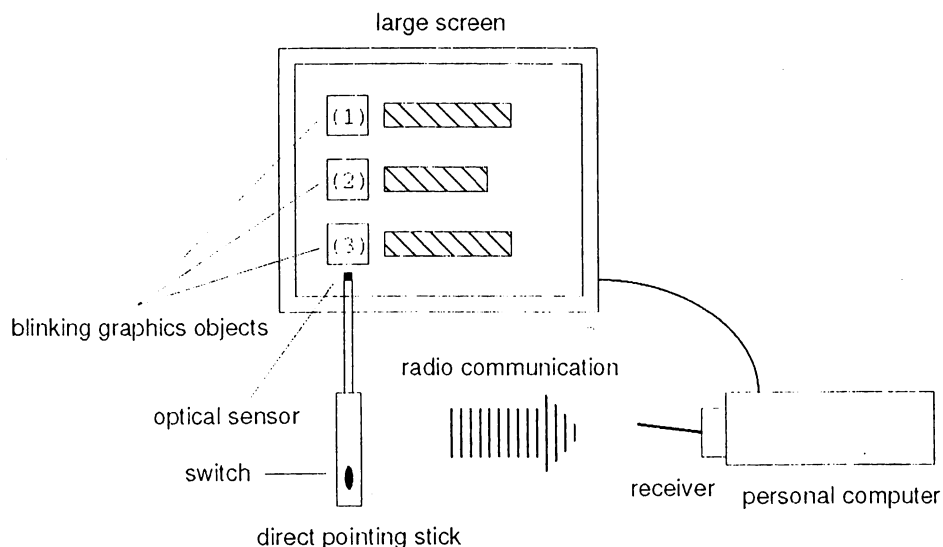 large screen
(1)
(2)
(3)
blinking graphics objects
radio communication
optical sensor
switch
receiver
personal computer
direct pointing stick